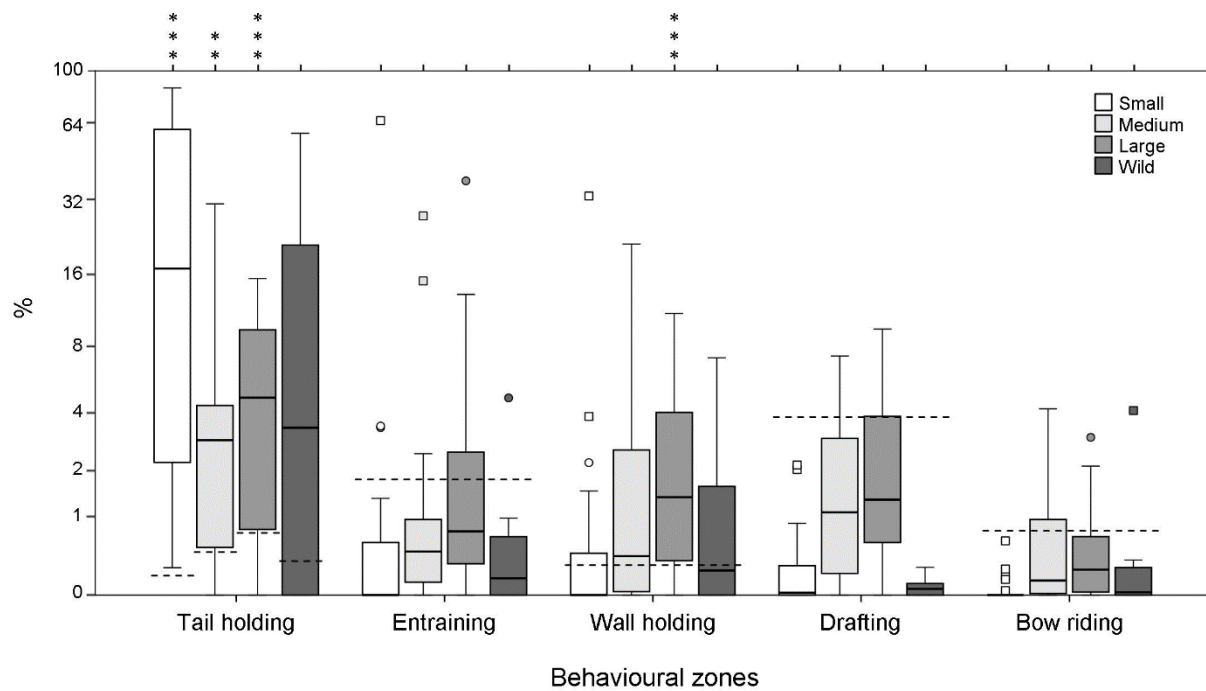 *** ** *** ***
100
64
32
16
8
4
2
1
0
%
Small
Medium
Large
Wild
Tail holding Entraining Wall holding Drafting Bow riding
Behavioural zones